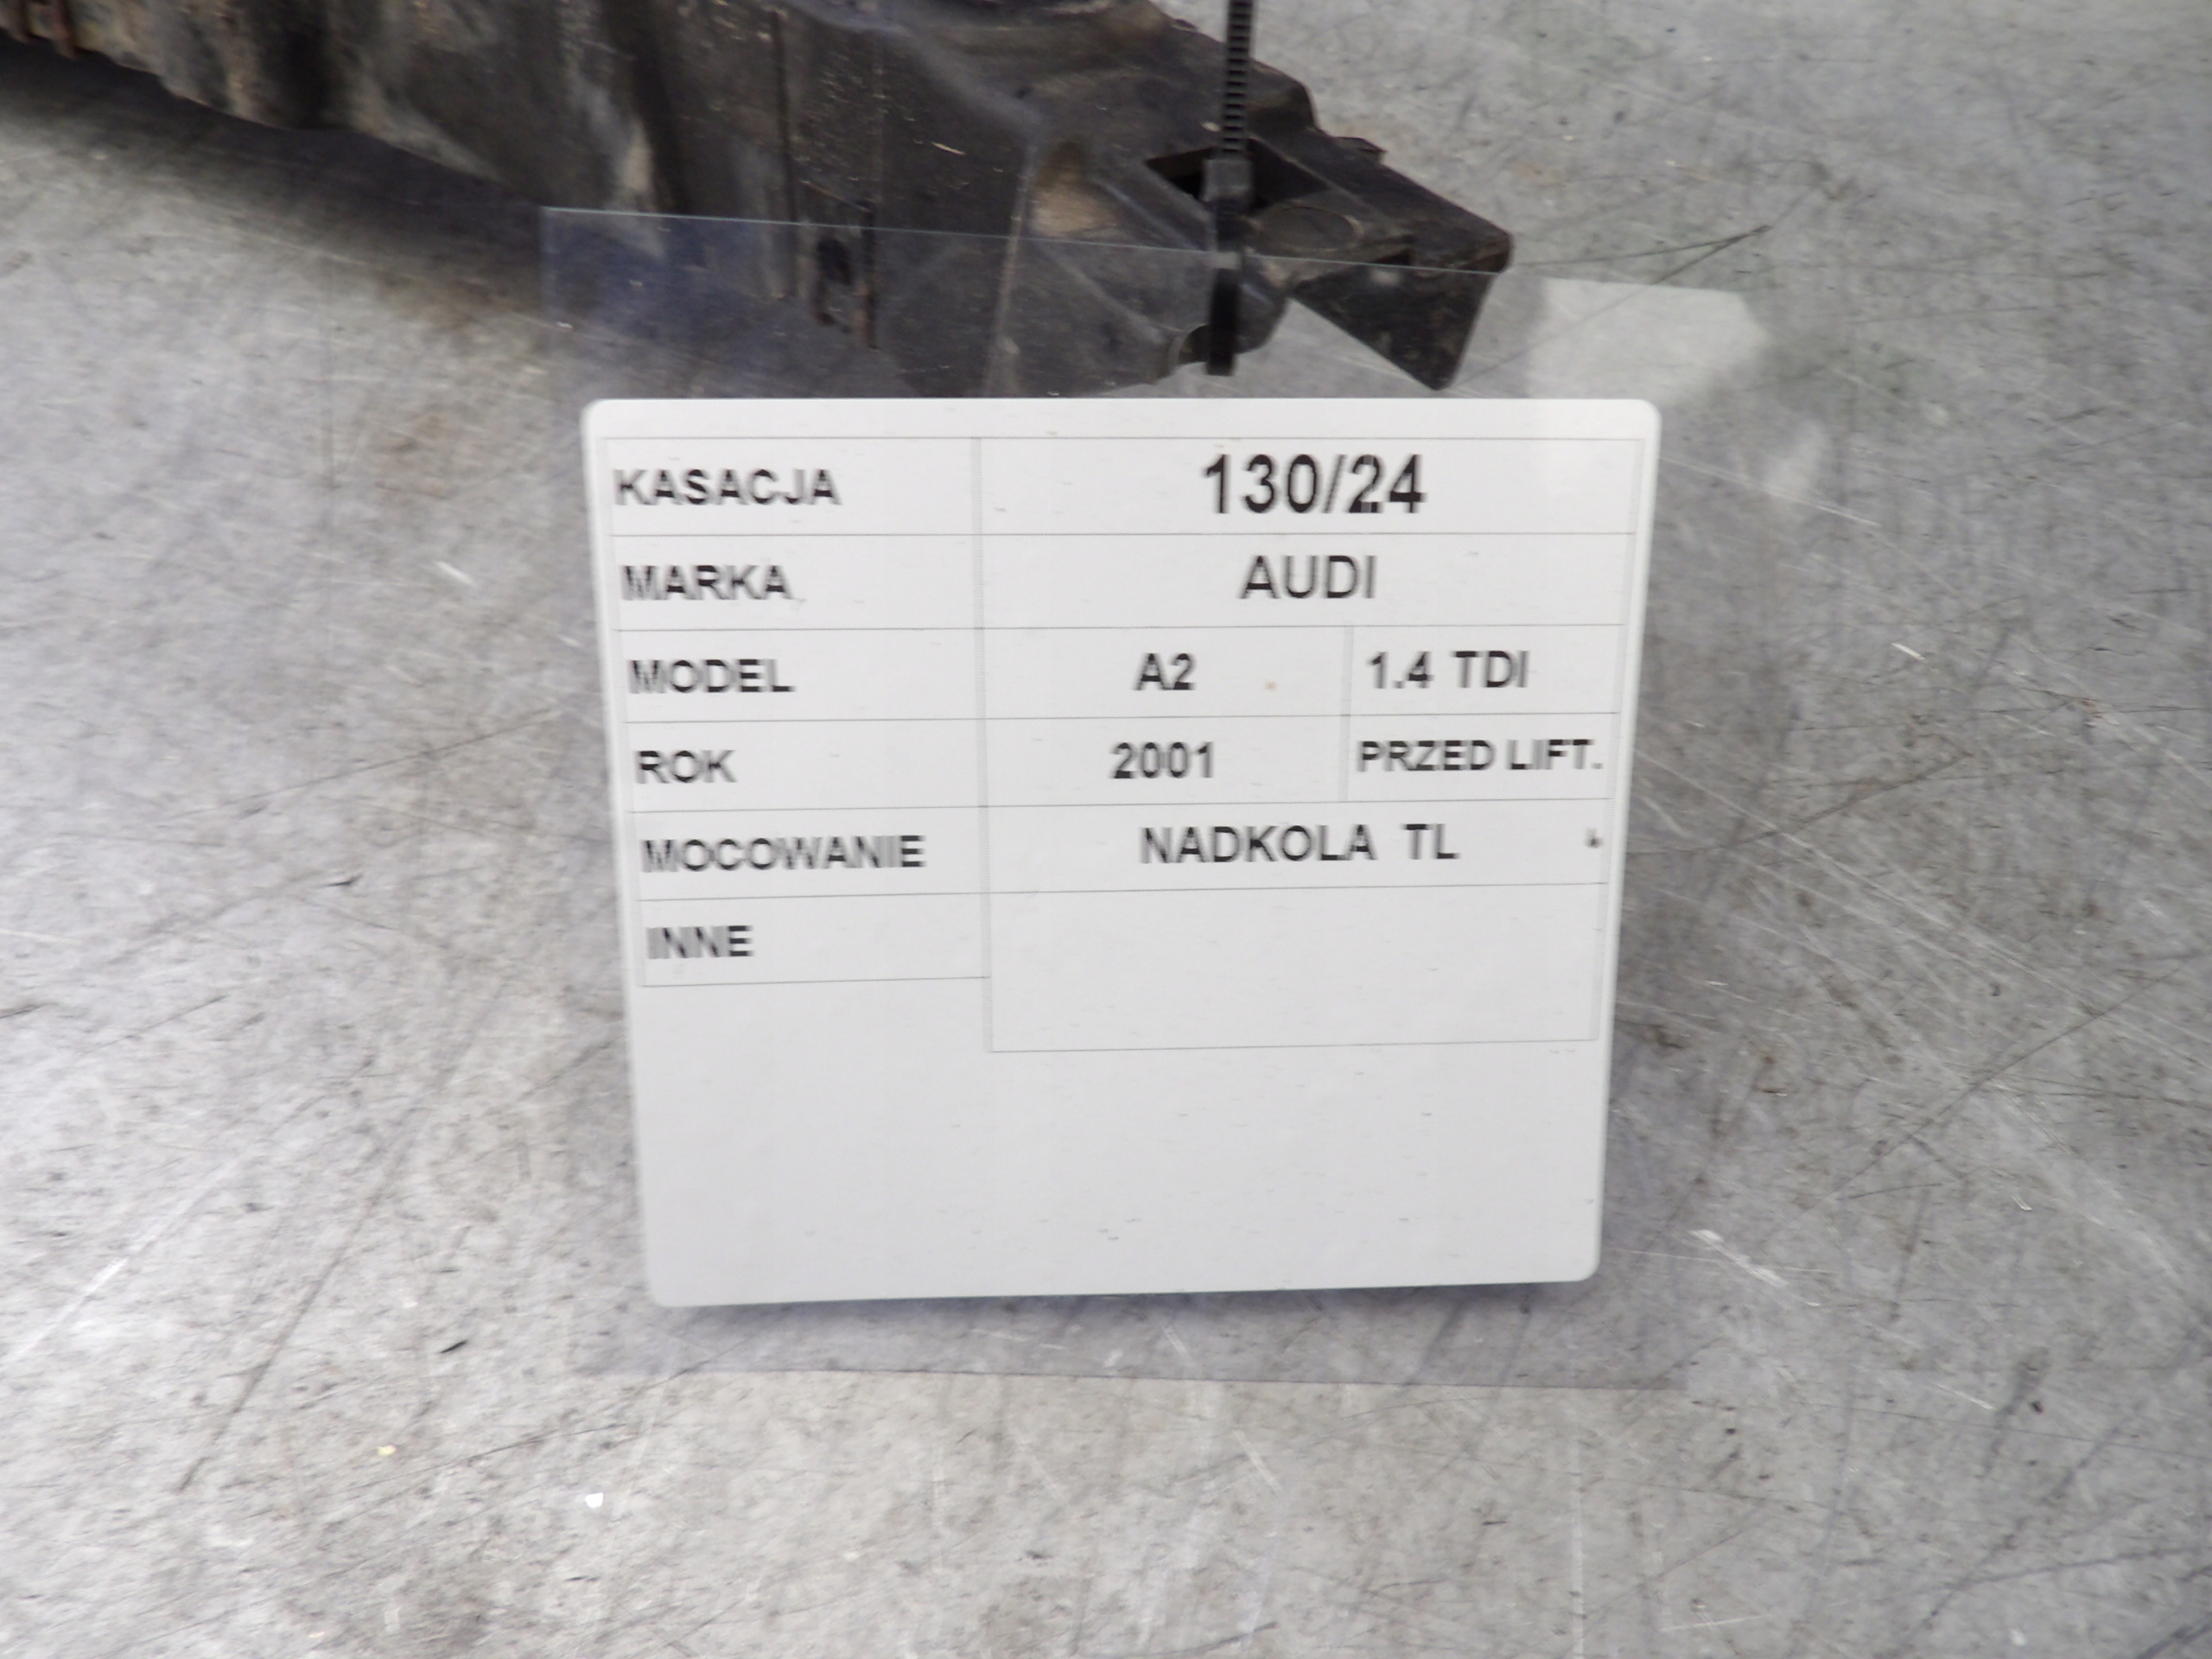 KASACJA 130/24
MARKA AUDI
MODEL A2 1.4 TDI
ROK 2001 PRZED LIFT.
MOCOWANIE NADKOLA TL
INNE